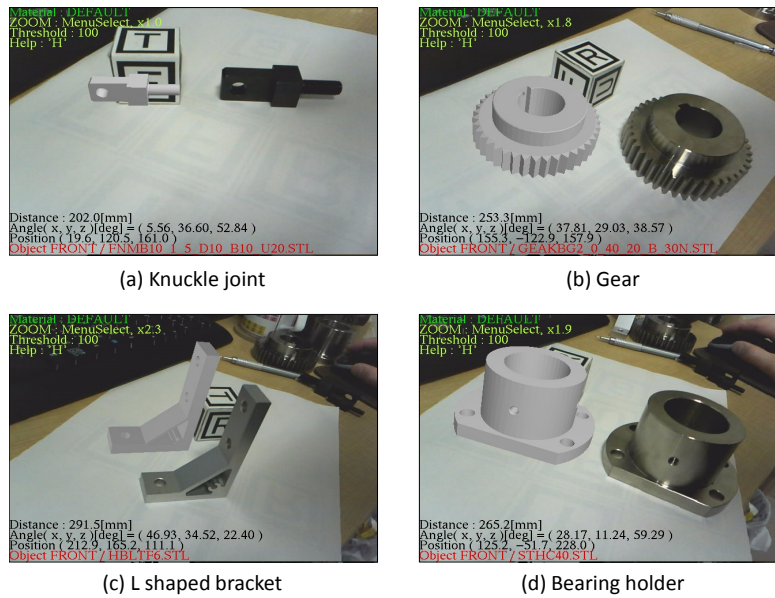 Material : DEFAULT
ZOOM : MenuSelect, x1.0
Threshold : 100
Help : 'H'
T
Distance : 202.0[mm]
Angle( x, y, z )[deg] = ( 5.56, 36.60, 52.84 )
Position ( 19.6, 120.5, 161.0 )
Object FRONT / FNMB10_1_5_D10_B10_U20.STL
(a) Knuckle joint
Material : DEFAULT
ZOOM : MenuSelect, x1.8
Threshold : 100
Help : 'H'
R
Distance : 253.3[mm]
Angle( x, y, z )[deg] = ( 37.81, 29.03, 38.57 )
Position ( 155.3, -122.9, 157.9 )
Object FRONT / GEAKBG2_0_40_20_B_30N.STL
(b) Gear
Material : DEFAULT
ZOOM : MenuSelect, x2.3
Threshold : 100
Help : 'H'
Distance : 291.5[mm]
Angle( x, y, z )[deg] = ( 46.93, 34.52, 22.40 )
Position ( 212.9, 165.2, 111.1 )
Object FRONT / HBLTF6.STL
(c) L shaped bracket
Material : DEFAULT
ZOOM : MenuSelect, x1.9
Threshold : 100
Help : 'H'
Distance : 265.2[mm]
Angle( x, y, z )[deg] = ( 28.17, 11.24, 59.29 )
Position ( 125.2, -51.7, 228.0 )
Object FRONT / STHC40.STL
(d) Bearing holder